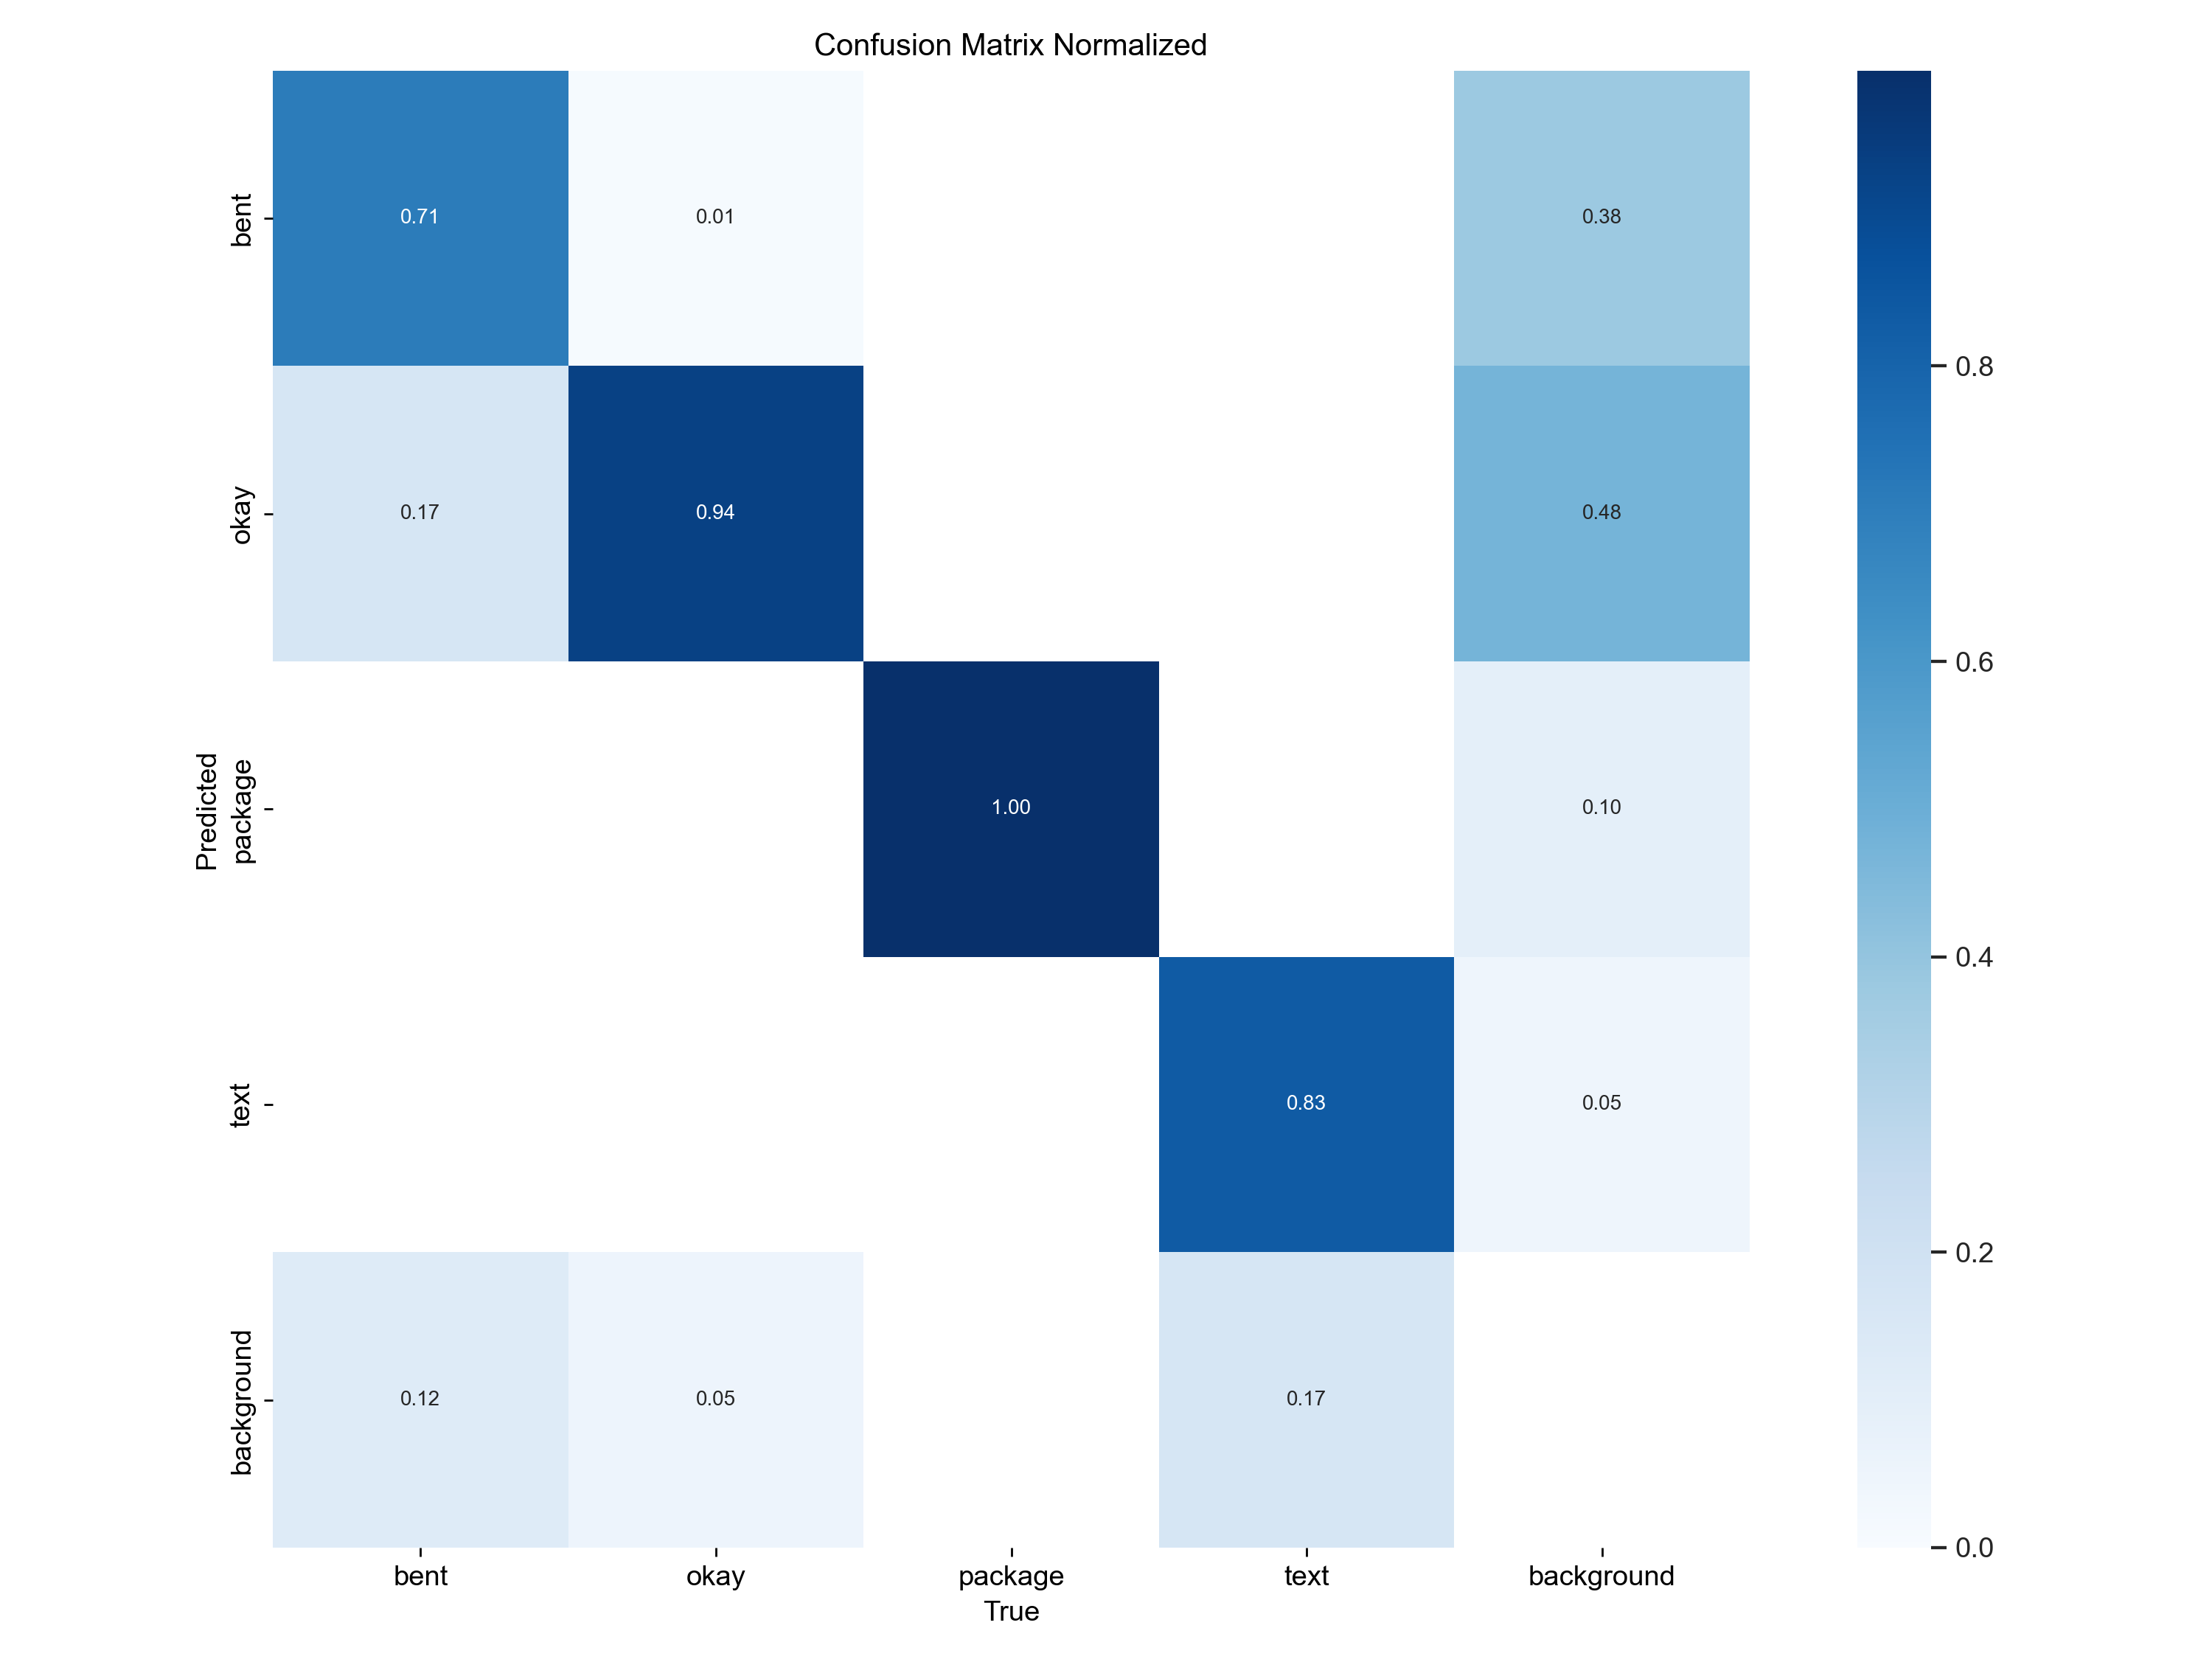 Confusion Matrix Normalized
bent
0.71
0.01
0.38
okay
0.17
0.94
0.48
Predicted
package
1.00
0.10
text
0.83
0.05
background
0.12
0.05
0.17
bent
okay
package
text
background
True
0.8
0.6
0.4
0.2
0.0